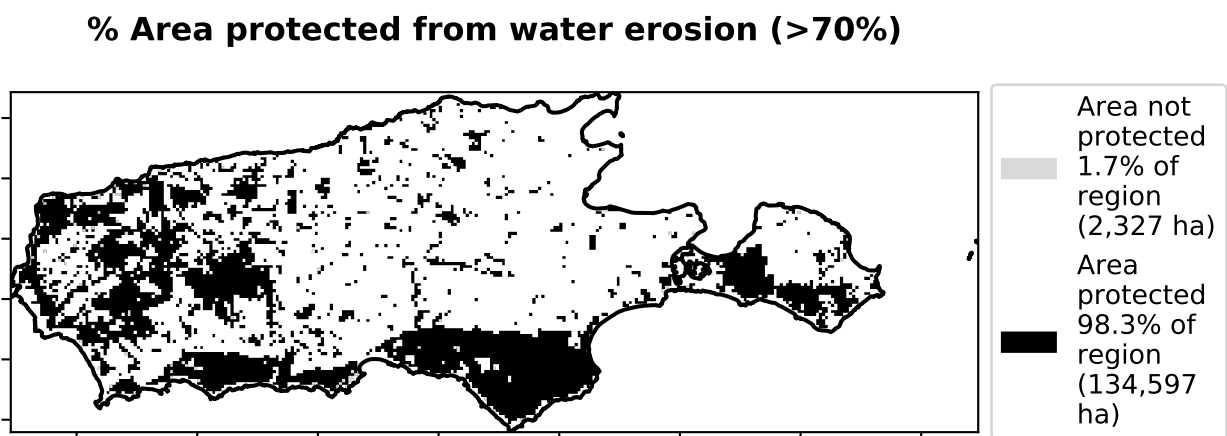 % Area protected from water erosion (>70%)
Area not
protected
1.7% of
region
(2,327 ha)
Area
protected
98.3% of
region
(134,597
ha)